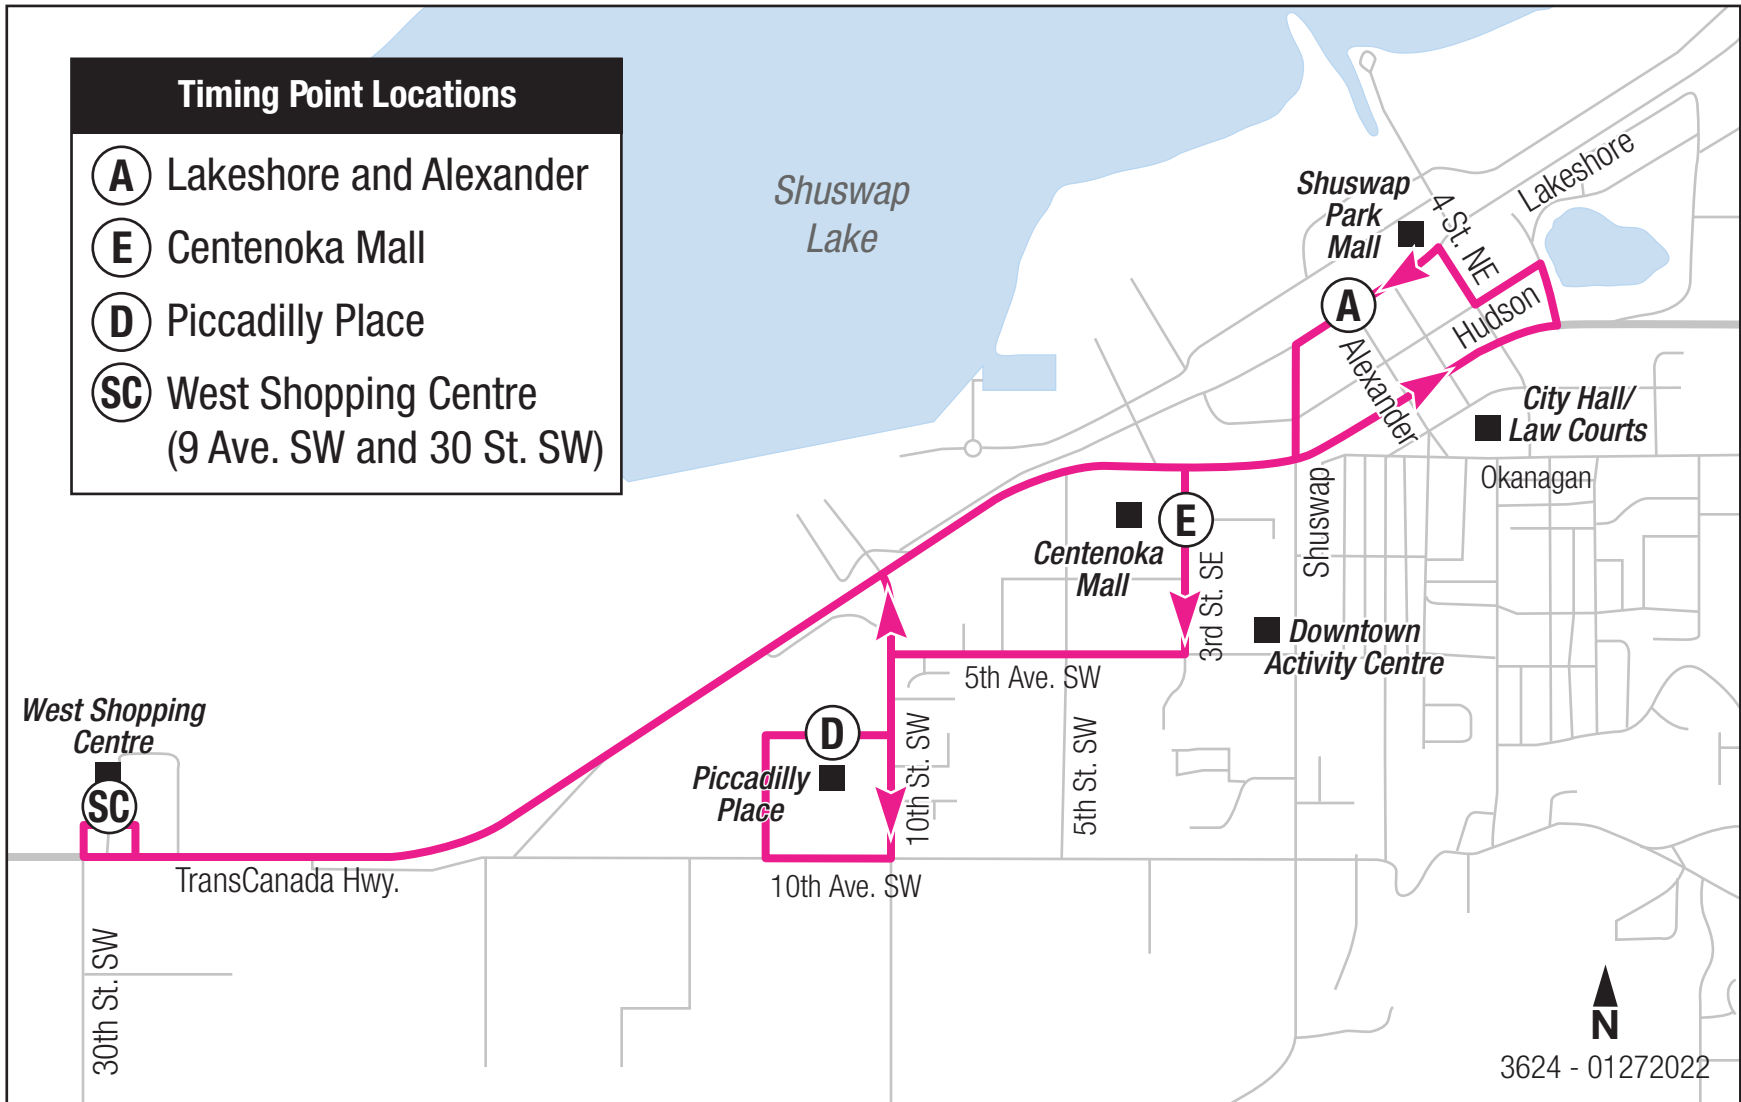 Timing Point Locations
A Lakeshore and Alexander
E Centenoka Mall
D Piccadilly Place
SC West Shopping Centre
(9 Ave. SW and 30 St. SW)
Shuswap
Lake
Shuswap
Park
Mall
4 St. NE
Lakeshore
A
Hudson
Alexander
City Hall/
Law Courts
Okanagan
Shuswap
E
Centenoka
Mall
3rd St. SE
Downtown
Activity Centre
5th Ave. SW
West Shopping
Centre
SC
D
Piccadilly
Place
10th St. SW
5th St. SW
TransCanada Hwy.
10th Ave. SW
30th St. SW
N
3624 - 01272022